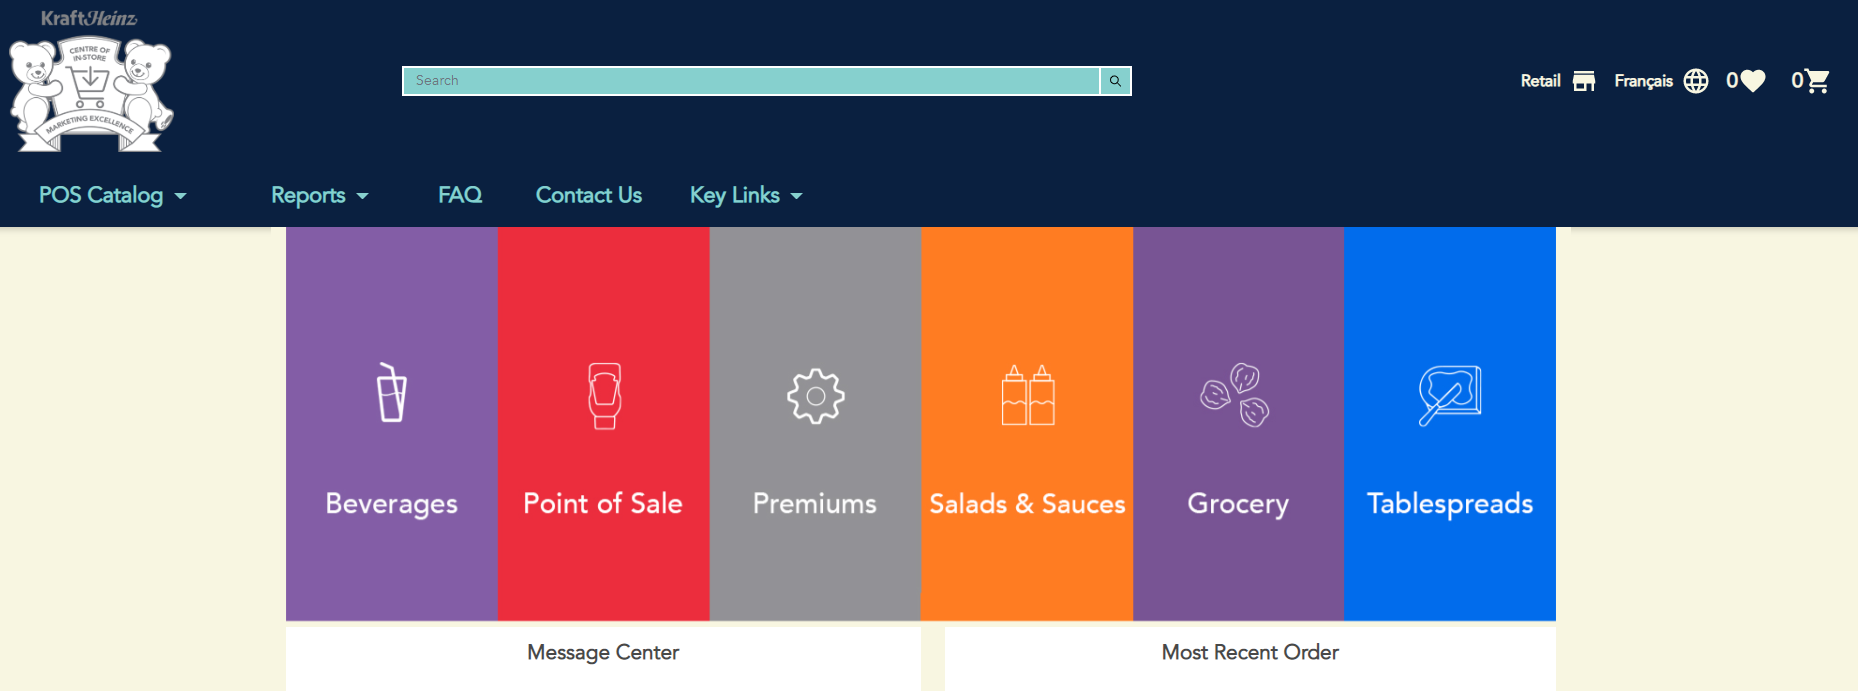 KraftHeinz
CENTRE OF
IN-STORE
MARKETING EXCELLENCE
Search
Retail
Français
0
0
POS Catalog
Reports
FAQ
Contact Us
Key Links
Beverages
Point of Sale
Premiums
Salads & Sauces
Grocery
Tablespreads
Message Center
Most Recent Order